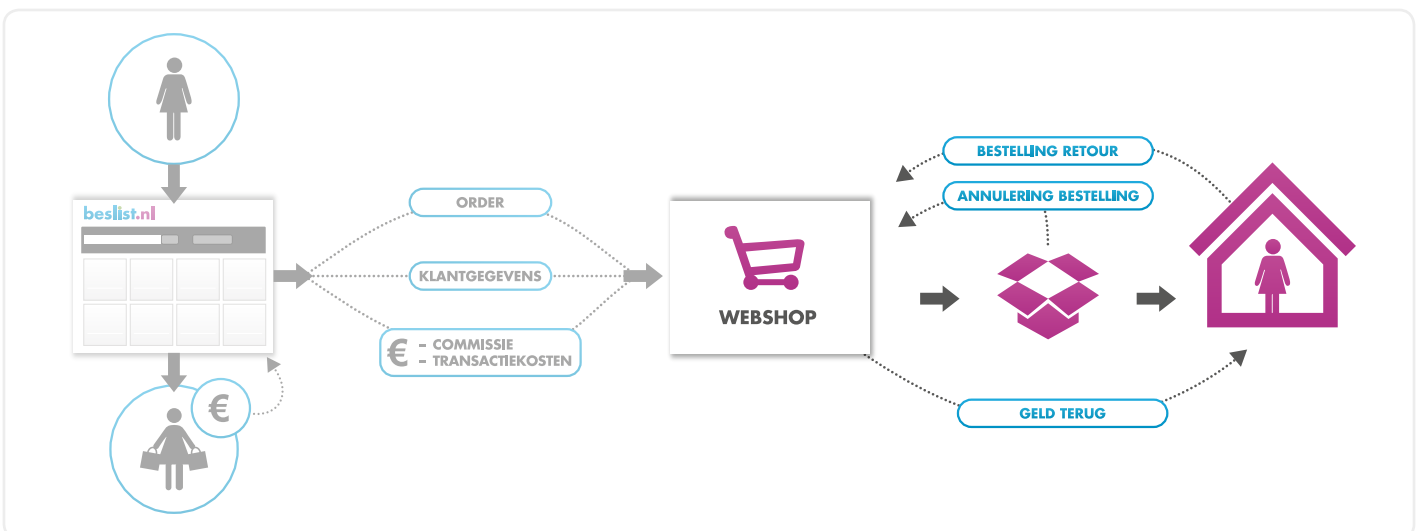 beslist.nl
€
ORDER
KLANTGEGEVENS
€ - COMMISSIE
- TRANSACTIEKOSTEN
WEBSHOP
BESTELLING RETOUR
ANNULERING BESTELLING
GELD TERUG